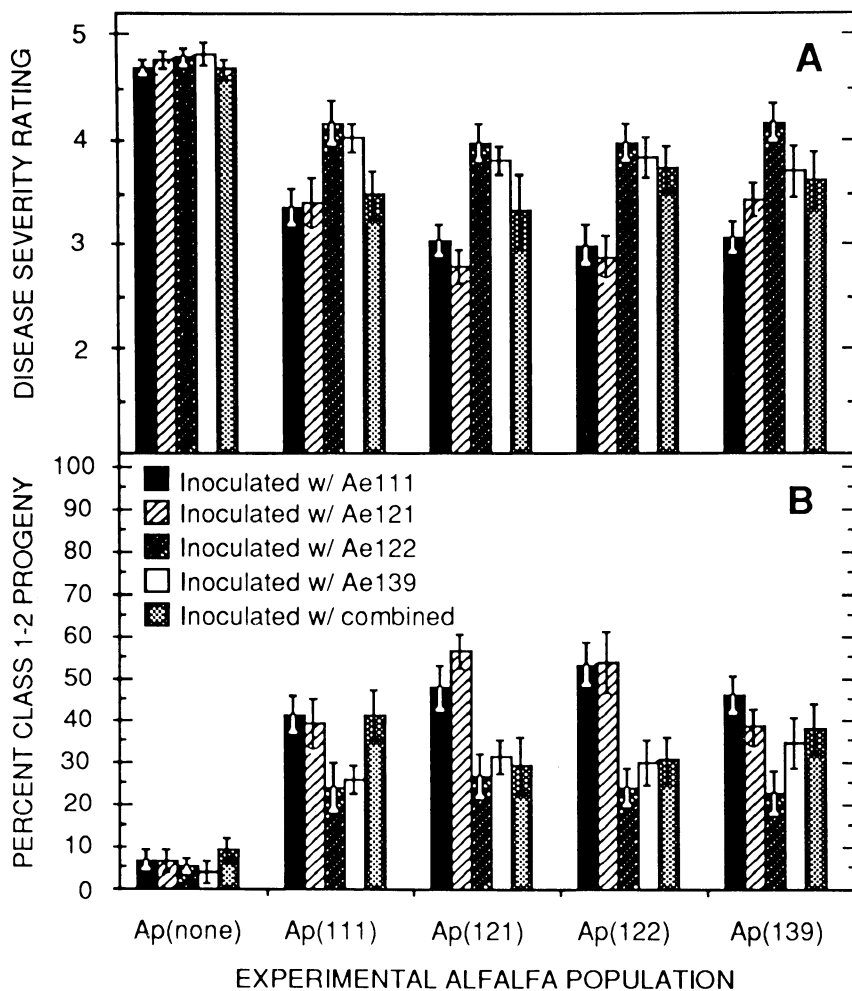 DISEASE SEVERITY RATING
5
4
3
2
A
PERCENT CLASS 1-2 PROGENY
100
90
80
70
60
50
40
30
20
10
0
B
Inoculated w/ Ae111
Inoculated w/ Ae121
Inoculated w/ Ae122
Inoculated w/ Ae139
Inoculated w/ combined
Ap(none) Ap(111) Ap(121) Ap(122) Ap(139)
EXPERIMENTAL ALFALFA POPULATION